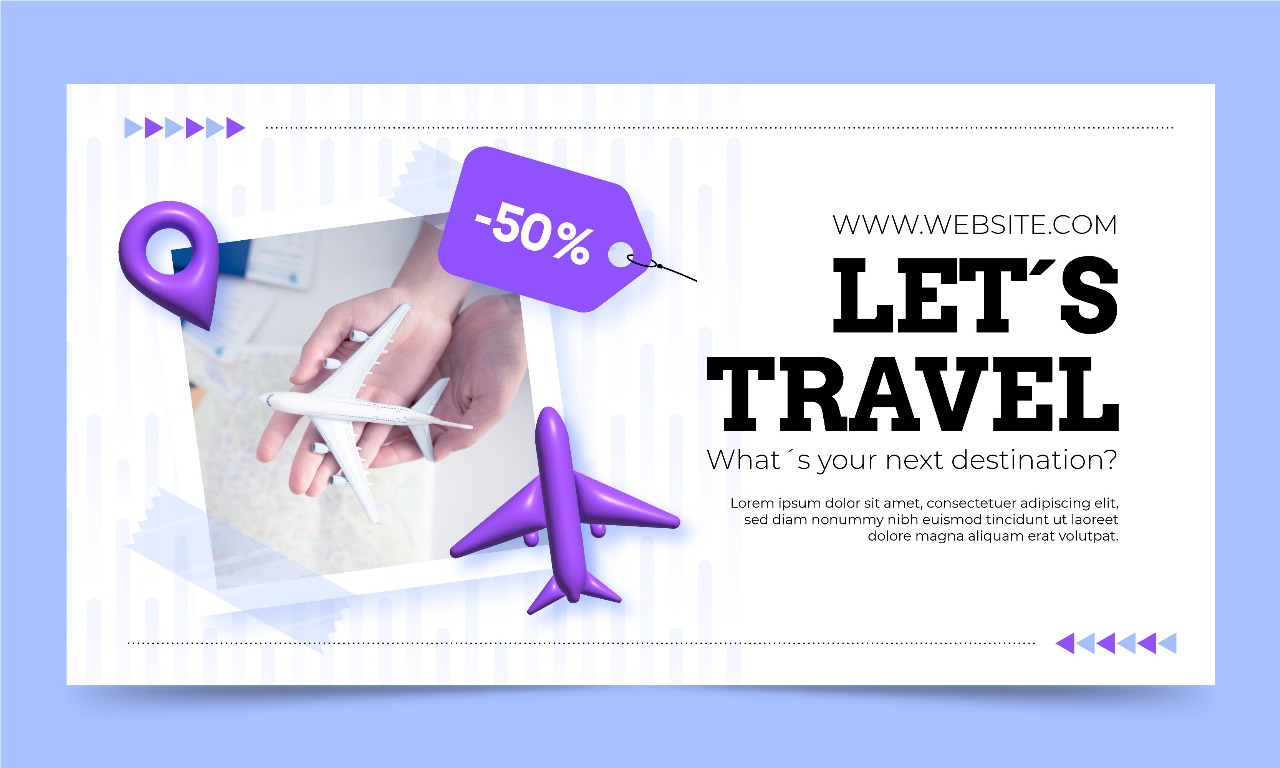 -50%
WWW.WEBSITE.COM
LET´S
TRAVEL
What´s your next destination?
Lorem ipsum dolor sit amet, consectetuer adipiscing elit,
sed diam nonummy nibh euismod tincidunt ut laoreet
dolore magna aliquam erat volutpat.